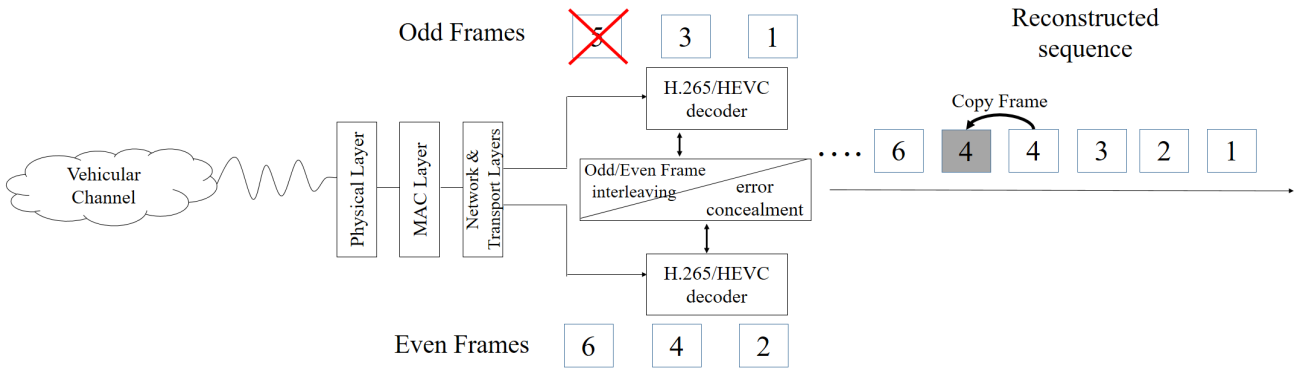 Odd Frames
5
3
1
Reconstructed
sequence
H.265/HEVC
decoder
Copy Frame
Vehicular
Channel
Physical Layer
MAC Layer
Network &
Transport Layers
Odd/Even Frame
interleaving
error
concealment
....
6
4
4
3
2
1
H.265/HEVC
decoder
Even Frames
6
4
2